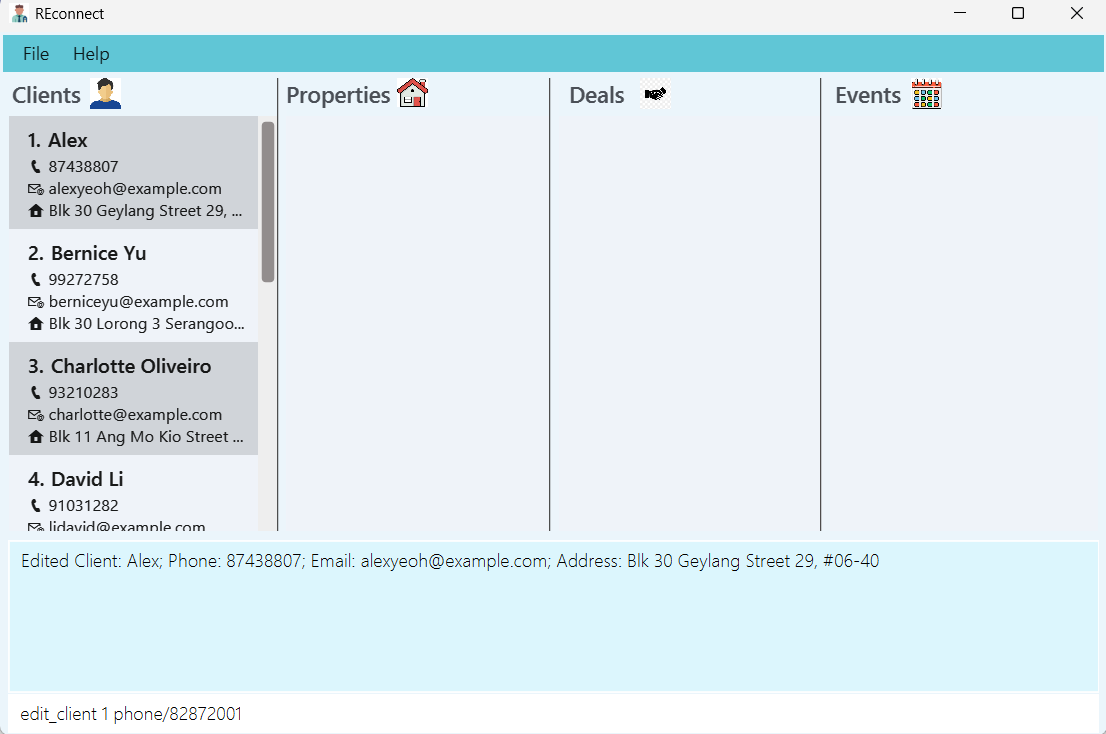 REconnect
File Help
Clients
1. Alex
87438807
alexyeoh@example.com
Blk 30 Geylang Street 29, ...
2. Bernice Yu
99272758
berniceyu@example.com
Blk 30 Lorong 3 Serangoo...
3. Charlotte Oliveiro
93210283
charlotte@example.com
Blk 11 Ang Mo Kio Street ...
4. David Li
91031282
lidavid@example.com
Properties
Deals
Events
Edited Client: Alex; Phone: 87438807; Email: alexyeoh@example.com; Address: Blk 30 Geylang Street 29, #06-40
edit_client 1 phone/82872001